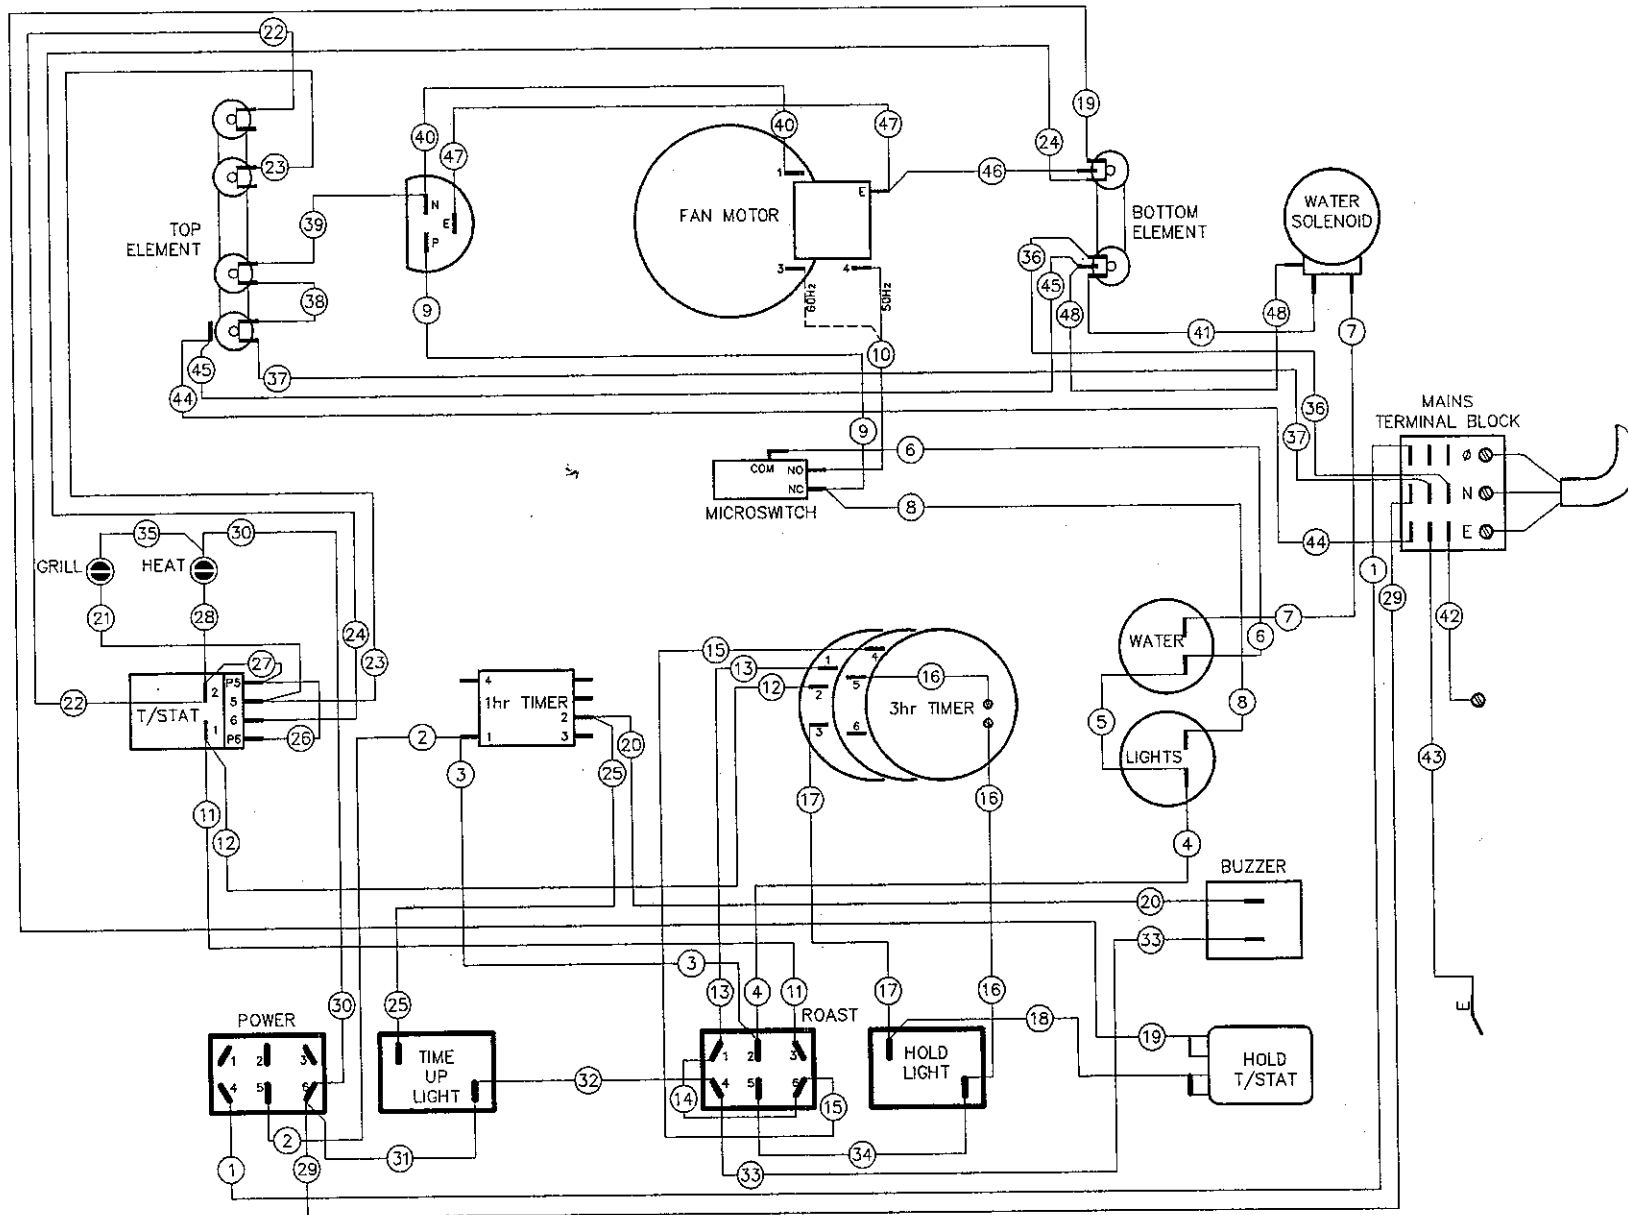 22
19
40
40
47
47
24
23
46
TOP
ELEMENT
39
N
E
P
FAN MOTOR
1
E
3
4
60Hz
50Hz
BOTTOM
ELEMENT
WATER
SOLENOID
36
45
48
48
38
9
41
7
10
45
37
44
36
9
6
37
MAINS
TERMINAL BLOCK
Ø
N
E
COM
NO
NC
MICROSWITCH
8
44
35
30
GRILL
HEAT
1
29
42
21
28
24
23
15
13
12
16
7
6
WATER
27
22
T/STAT
2
1
P5
5
6
P6
26
2
4
1hr TIMER
1
2
3
20
25
3
1
2
3
4
5
6
3hr TIMER
5
8
LIGHTS
43
11
12
17
16
4
BUZZER
20
33
3
25
30
13
4
11
17
16
18
19
E
POWER
1
2
3
4
5
6
TIME
UP
LIGHT
32
ROAST
1
2
3
4
5
6
14
15
HOLD
LIGHT
HOLD
T/STAT
2
31
1
29
33
34